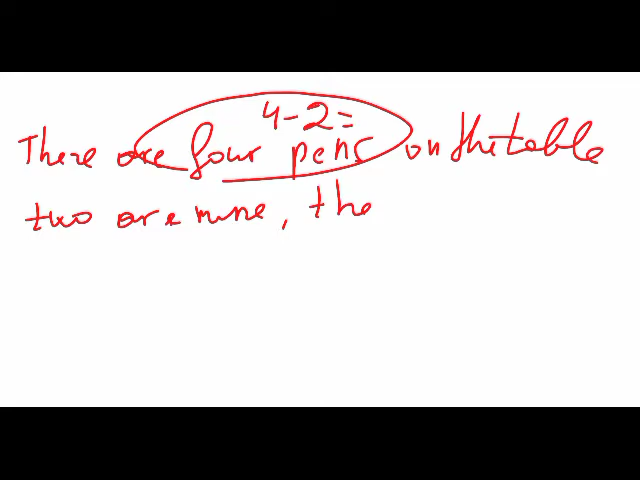 4-2=
There are four pens on the table
two are mine, the